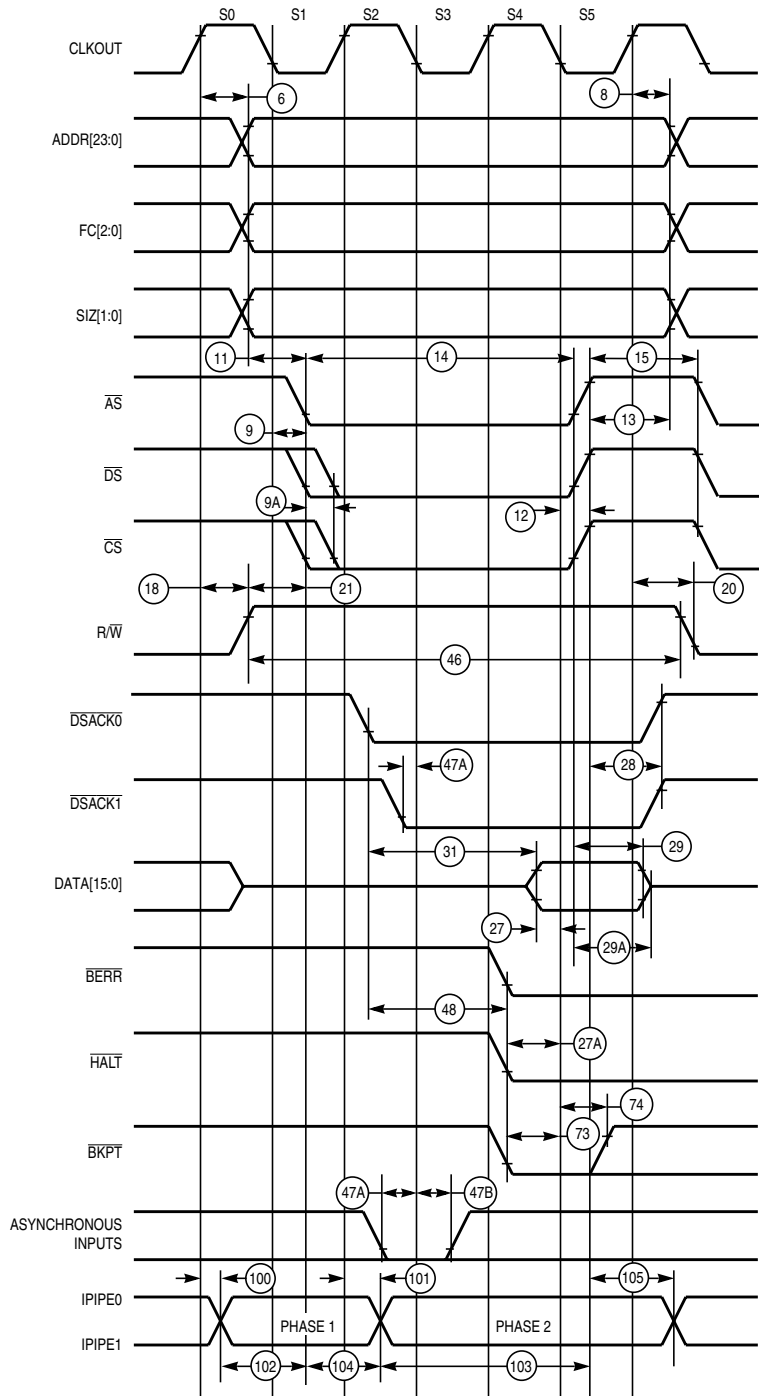 S0 S1 S2 S3 S4 S5
CLKOUT
6 8
ADDR[23:0]
FC[2:0]
SIZ[1:0]
11 14 15
AS
9 13
DS
9A 12
CS
18 21 20
R/W
46
DSACK0
47A 28
DSACK1
31 29
DATA[15:0]
27 29A
BERR
48
27A
HALT
74
73
BKPT
47A 47B
ASYNCHRONOUS
INPUTS
100 101 105
IPIPE0
PHASE 1 PHASE 2
IPIPE1
102 104 103